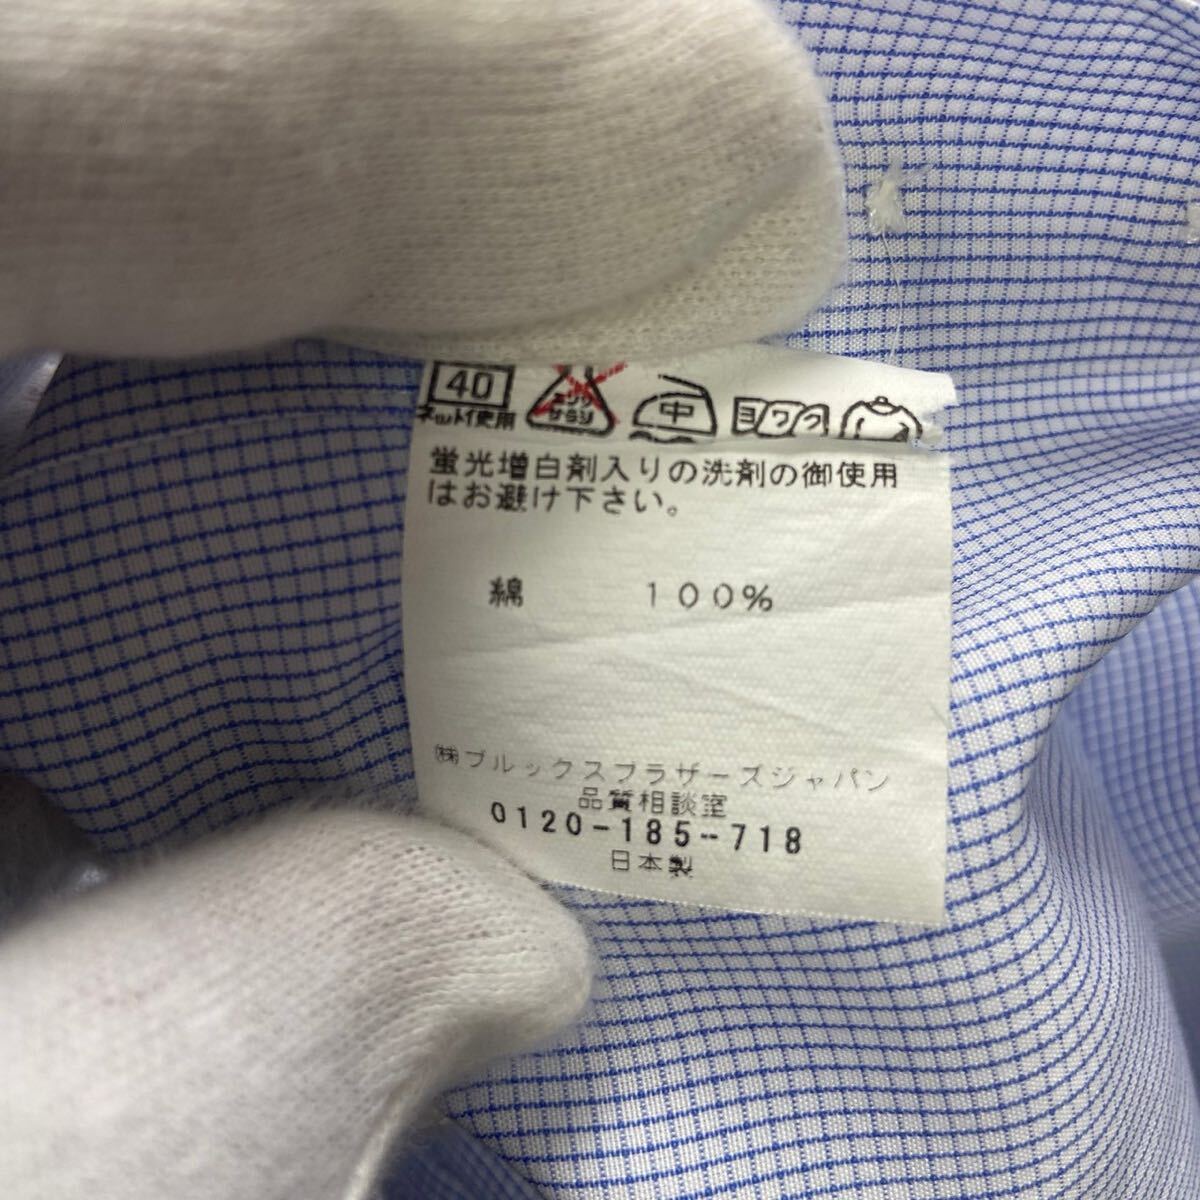 40
ネット使用
エンソ
サラシ
中
ヨワク
蛍光増白剤入りの洗剤の御使用
はお避け下さい。
綿 100%
㈱ブルックスブラザーズジャパン
品質相談室
0120-185-718
日本製